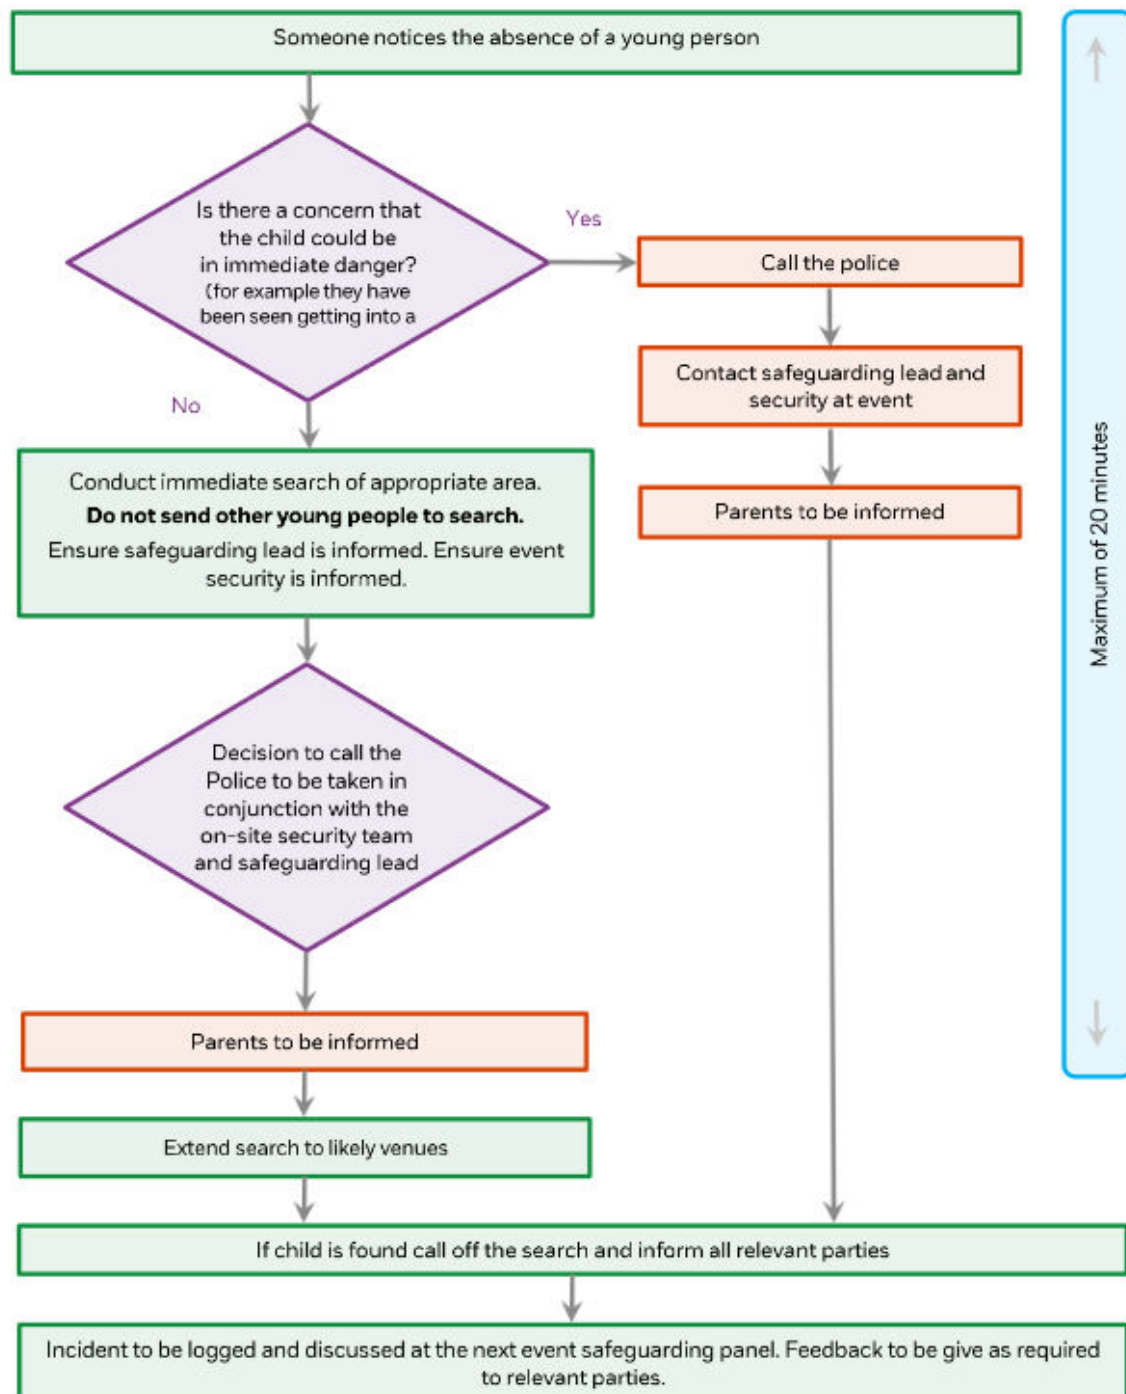 Someone notices the absence of a young person
Is there a concern that
the child could be
in immediate danger?
(for example they have
been seen getting into a
Yes
Call the police
Contact safeguarding lead and
security at event
Parents to be informed
No
Conduct immediate search of appropriate area.
Do not send other young people to search.
Ensure safeguarding lead is informed. Ensure event
security is informed.
Decision to call the
Police to be taken in
conjunction with the
on-site security team
and safeguarding lead
Parents to be informed
Extend search to likely venues
If child is found call off the search and inform all relevant parties
Incident to be logged and discussed at the next event safeguarding panel. Feedback to be give as required
to relevant parties.
Maximum of 20 minutes